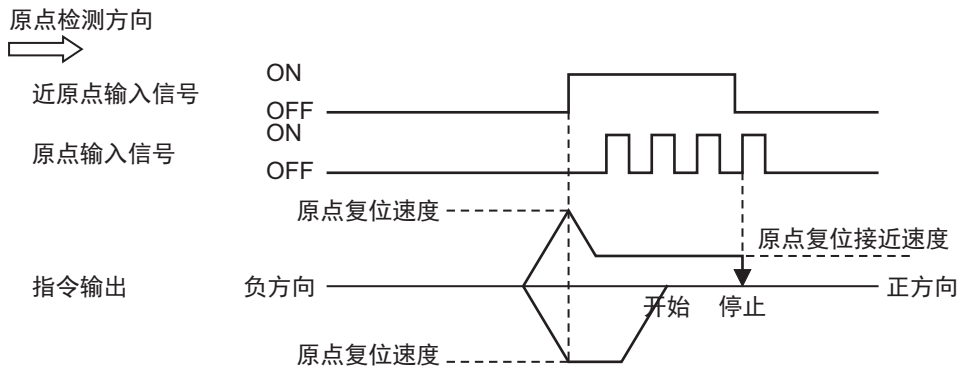 原点检测方向
近原点输入信号
ON
OFF
原点输入信号
ON
OFF
原点复位速度
原点复位接近速度
指令输出
负方向
正方向
开始
停止
原点复位速度